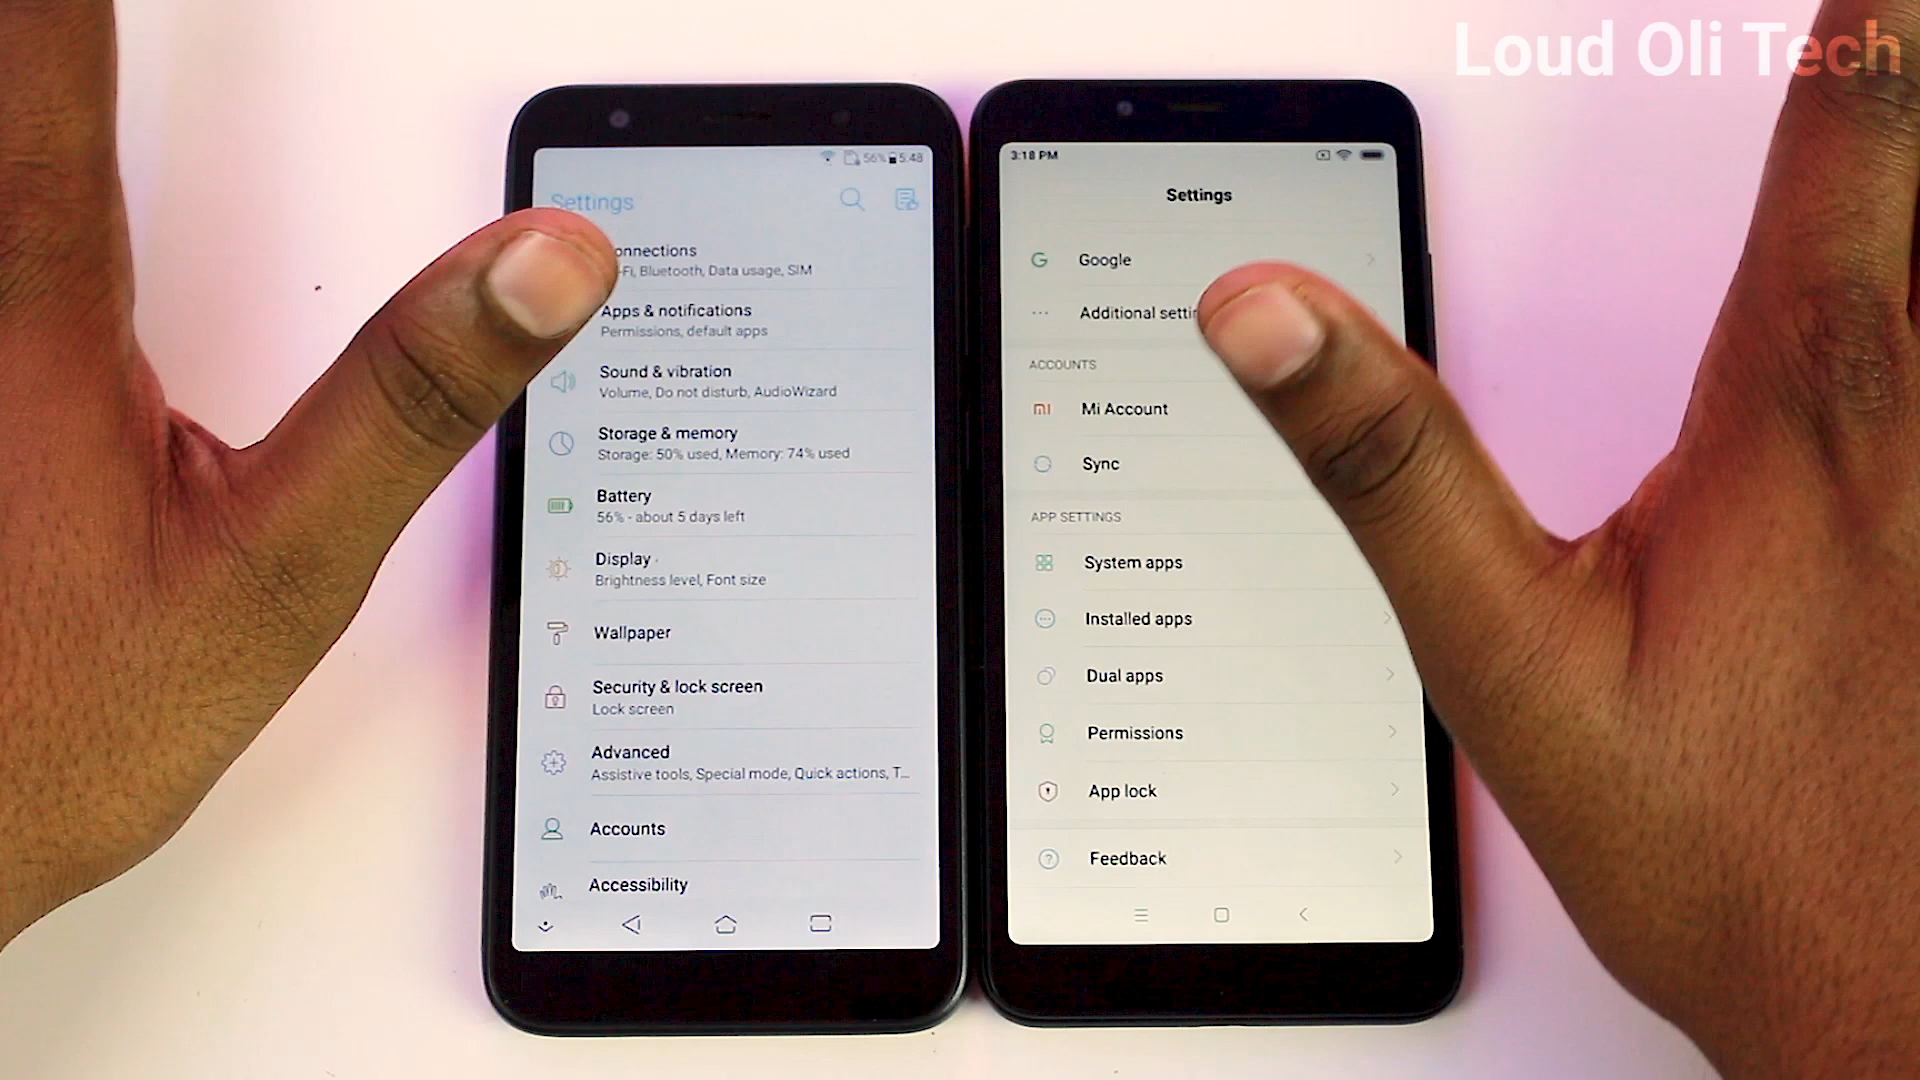 Loud Oli Tech
56% 5:48
Settings
onnections
-Fi, Bluetooth, Data usage, SIM
Apps & notifications
Permissions, default apps
Sound & vibration
Volume, Do not disturb, AudioWizard
Storage & memory
Storage: 50% used, Memory: 74% used
Battery
56% - about 5 days left
Display
Brightness level, Font size
Wallpaper
Security & lock screen
Lock screen
Advanced
Assistive tools, Special mode, Quick actions, T...
Accounts
Accessibility
3:18 PM
Settings
Google
Additional settin
ACCOUNTS
Mi Account
Sync
APP SETTINGS
System apps
Installed apps
Dual apps
Permissions
App lock
Feedback